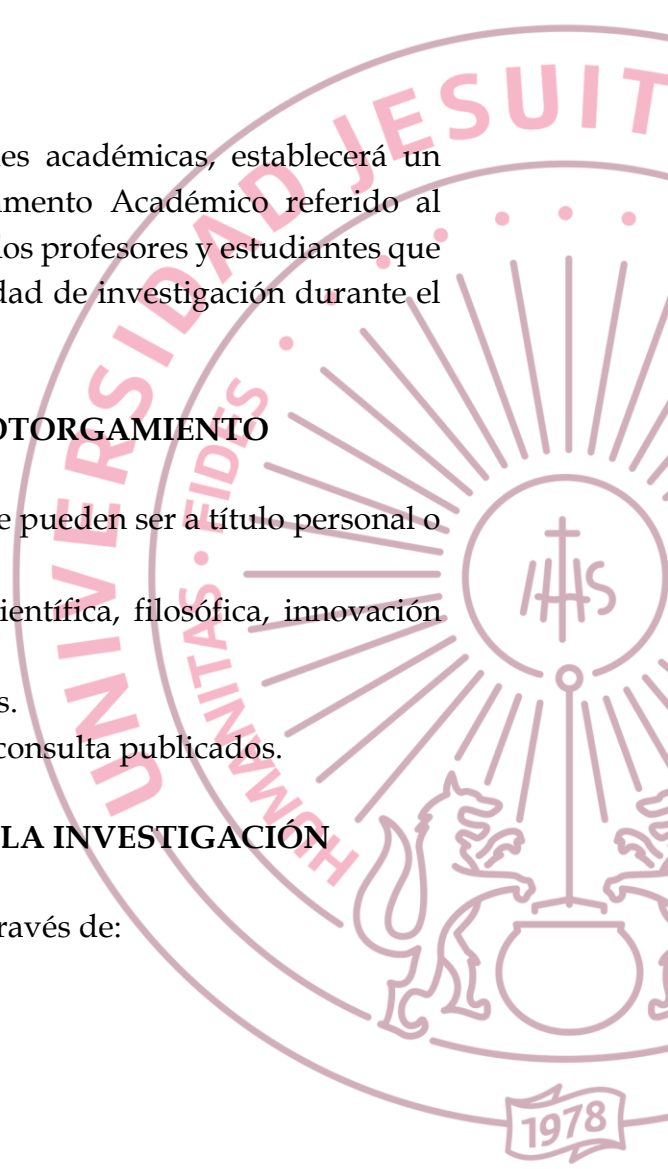 es académicas, establecerá un
mento Académico referido al
los profesores y estudiantes que
dad de investigación durante el
OTORGAMIENTO
e pueden ser a título personal o
ientífica, filosófica, innovación
s.
consulta publicados.
LA INVESTIGACIÓN
ravés de:
UNIVERSIDAD JESUIT
HUMANITAS • FIDES
IHS
1978